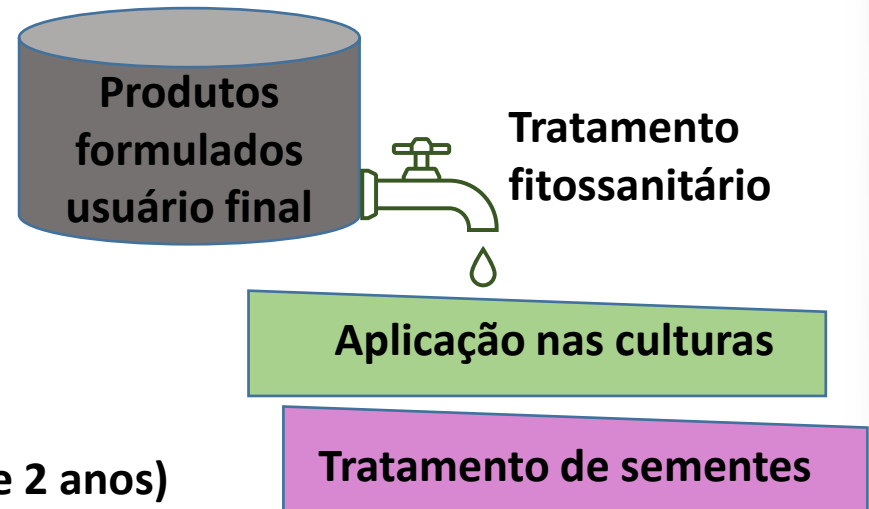 Produtos
formulados
usuário final
Tratamento
fitossanitário
Aplicação nas culturas
Tratamento de sementes
e 2 anos)